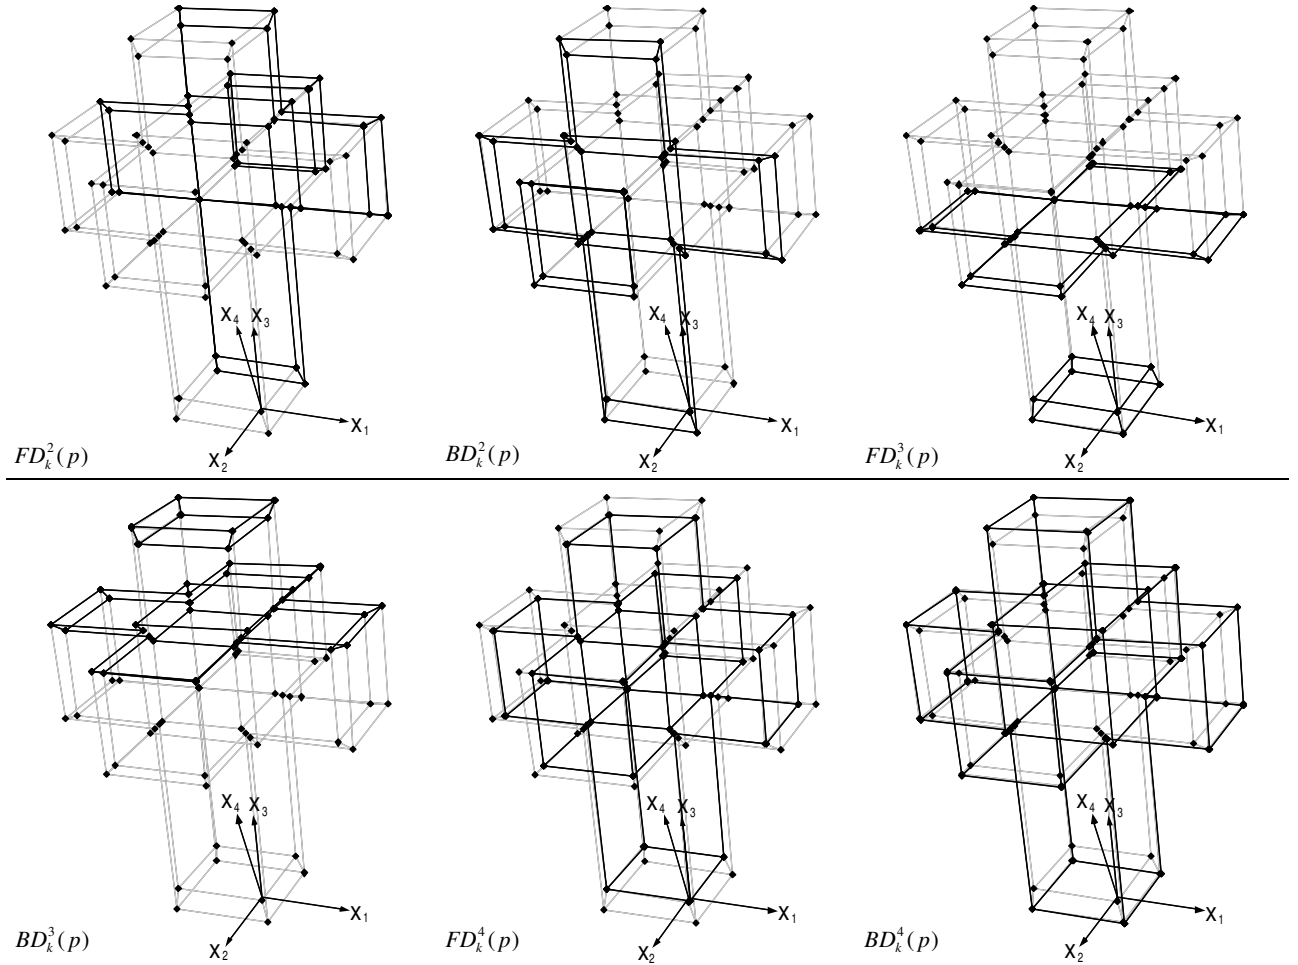 X₄ X₃
X₁
X₂
FD_k^2(p)
X₄ X₃
X₁
X₂
BD_k^2(p)
X₄ X₃
X₁
X₂
FD_k^3(p)
X₄ X₃
X₁
X₂
BD_k^3(p)
X₄ X₃
X₁
X₂
FD_k^4(p)
X₄ X₃
X₁
X₂
BD_k^4(p)